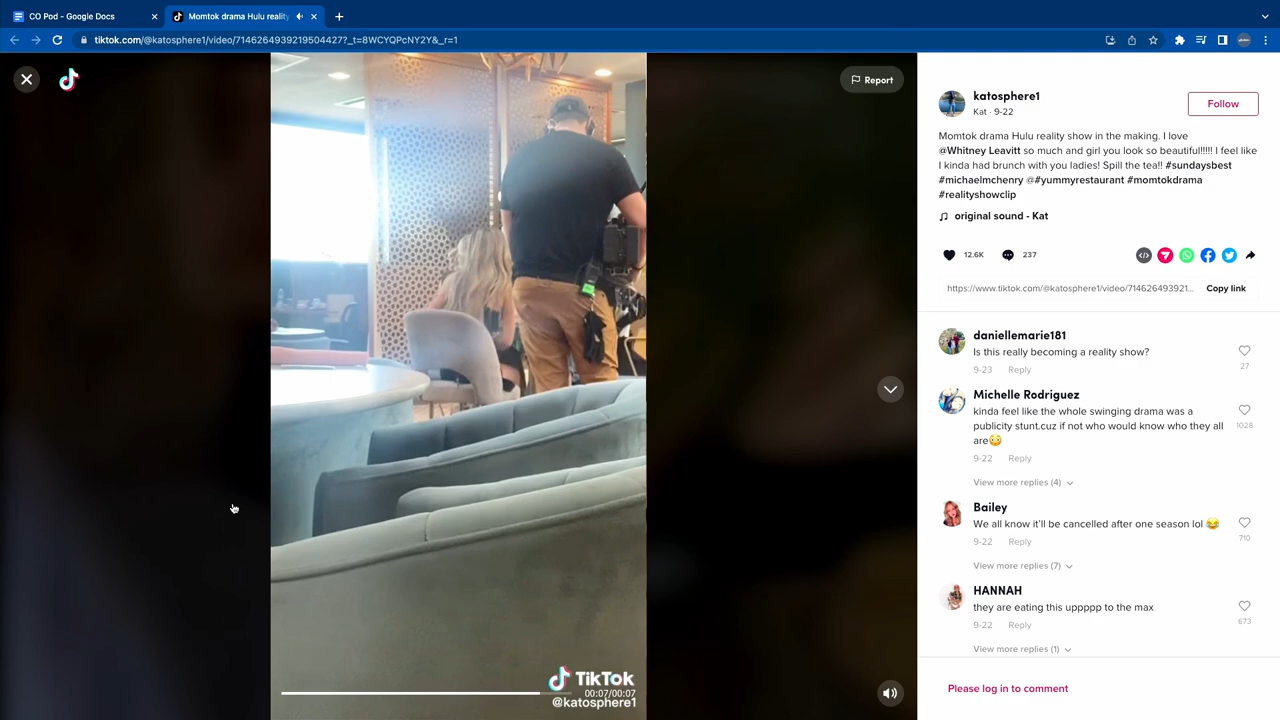 CO Pod - Google Docs
Momtok drama Hulu reality
tiktok.com/@katosphere1/video/7146264939219504427?_t=8WCYQPcNY2Y&_r=1
Report
katosphere1
Kat · 9-22
Follow
Momtok drama Hulu reality show in the making. I love
@Whitney Leavitt so much and girl you look so beautiful!!!!! I feel like
I kinda had brunch with you ladies! Spill the tea!! #sundaysbest
#michaelmchenry @#yummyrestaurant #momtokdrama
#realityshowclip
original sound - Kat
12.6K
237
https://www.tiktok.com/@katosphere1/video/714626493921...
Copy link
daniellemarie181
Is this really becoming a reality show?
9-23 Reply
27
Michelle Rodriguez
kinda feel like the whole swinging drama was a
publicity stunt.cuz if not who would know who they all
are😳
1028
9-22 Reply
View more replies (4)
Bailey
We all know it'll be cancelled after one season lol 😂
710
9-22 Reply
View more replies (7)
HANNAH
they are eating this uppppp to the max
673
9-22 Reply
View more replies (1)
Please log in to comment
TikTok
00:07/00:07
@katosphere1